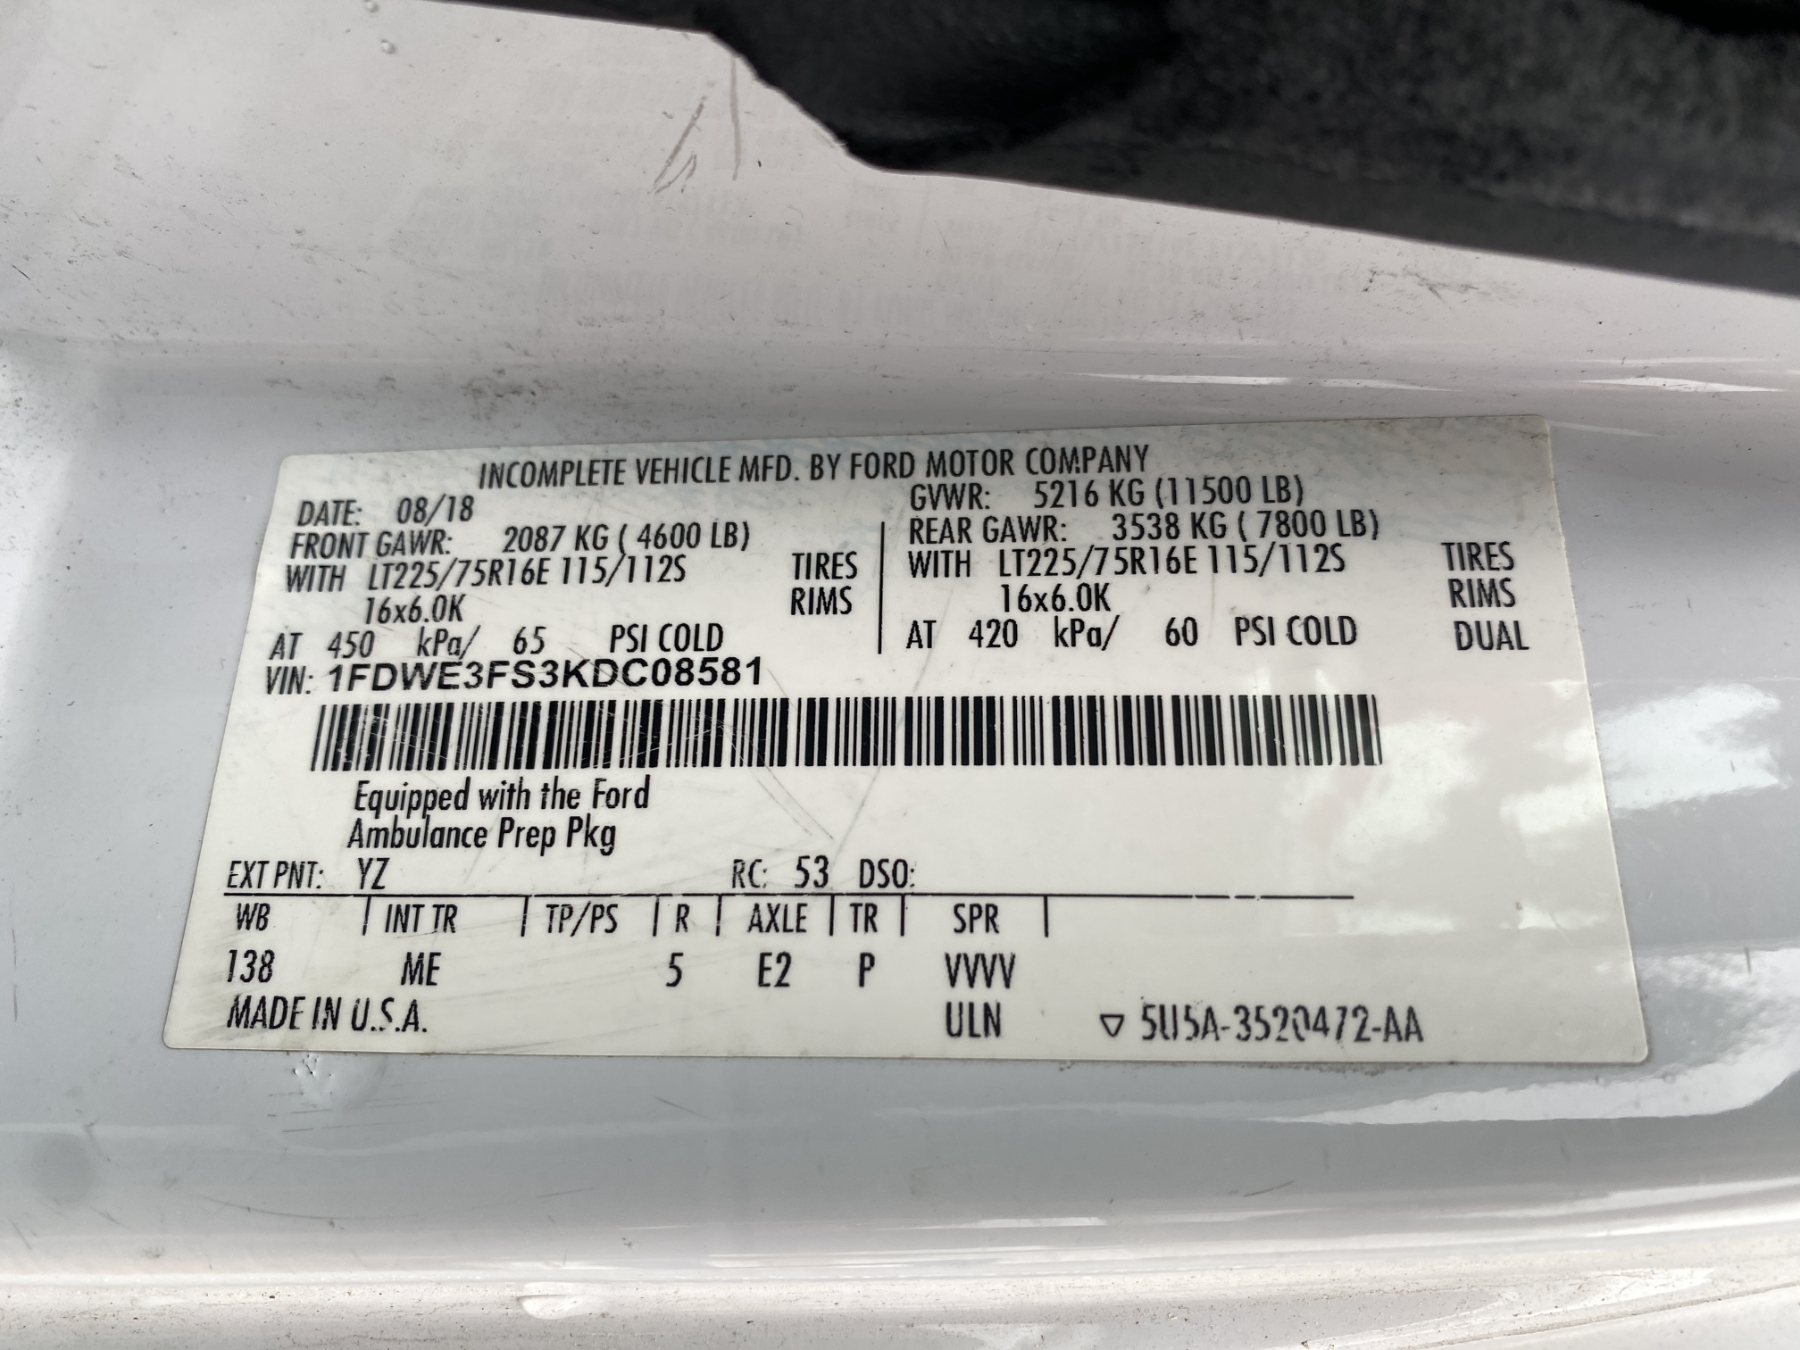 INCOMPLETE VEHICLE MFD. BY FORD MOTOR COMPANY
DATE: 08/18 GVWR: 5216 KG (11500 LB)
FRONT GAWR: 2087 KG ( 4600 LB) REAR GAWR: 3538 KG ( 7800 LB)
WITH LT225/75R16E 115/112S TIRES WITH LT225/75R16E 115/112S TIRES
16x6.0K RIMS 16x6.0K RIMS
AT 450 kPa/ 65 PSI COLD AT 420 kPa/ 60 PSI COLD DUAL
VIN: 1FDWE3FS3KDC08581
Equipped with the Ford
Ambulance Prep Pkg
EXT PNT: YZ RC: 53 DSO:
WB INT TR TP/PS R AXLE TR SPR
138 ME 5 E2 P VVVV
MADE IN U.S.A. ULN ▽ 5U5A-3520472-AA